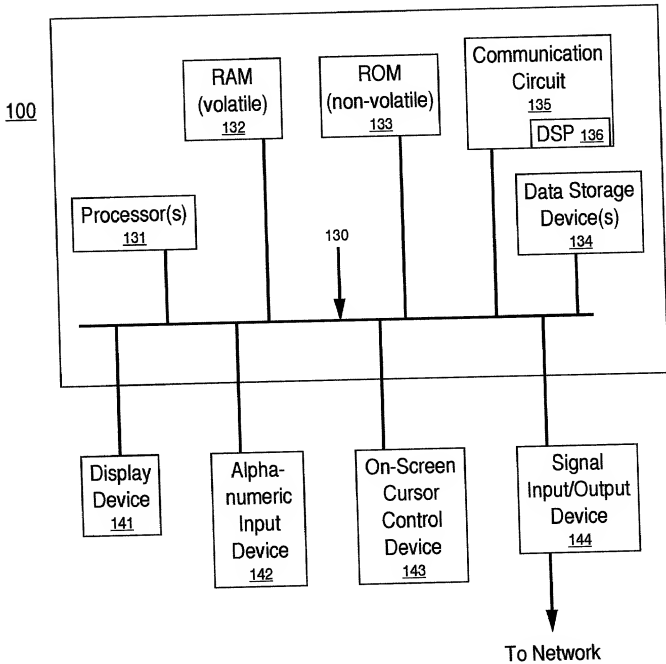 100
RAM
(volatile)
132
ROM
(non-volatile)
133
Communication
Circuit
135
DSP 136
Processor(s)
131
130
Data Storage
Device(s)
134
Display
Device
141
Alpha-
numeric
Input
Device
142
On-Screen
Cursor
Control
Device
143
Signal
Input/Output
Device
144
To Network